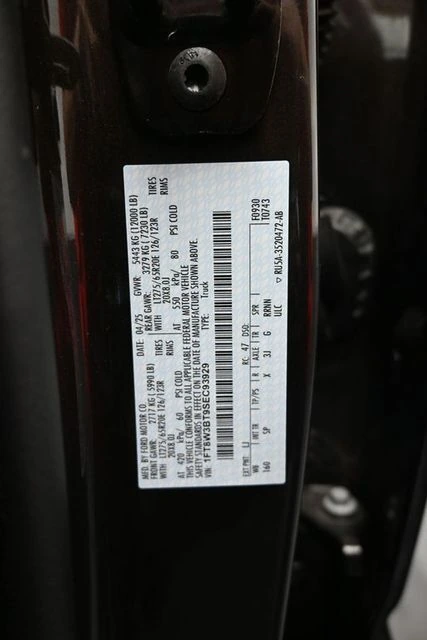 MFD. BY FORD MOTOR CO.
DATE: 04/25 GVWR: 5443 KG (12000 LB)
FRONT GAWR: 2717 KG ( 5990 LB) REAR GAWR: 3279 KG ( 7230 LB)
WITH LT275/65R20E 126/123R TIRES WITH LT275/65R20E 126/123R TIRES
20X8.0J RIMS 20X8.0J RIMS
AT 420 kPa/ 60 PSI COLD AT 550 kPa/ 80 PSI COLD
THIS VEHICLE CONFORMS TO ALL APPLICABLE FEDERAL MOTOR VEHICLE
SAFETY STANDARDS IN EFFECT ON THE DATE OF MANUFACTURE SHOWN ABOVE.
VIN: 1FT8W3BT9SEC93929 TYPE: Truck
F0930
T0743
EXT PNT: LJ RC: 47 DSO:
WB INT TR TP/PS R AXLE TR SPR
160 SP X 3J G RRNN
ULC
▽ RU5A-3520472-AB